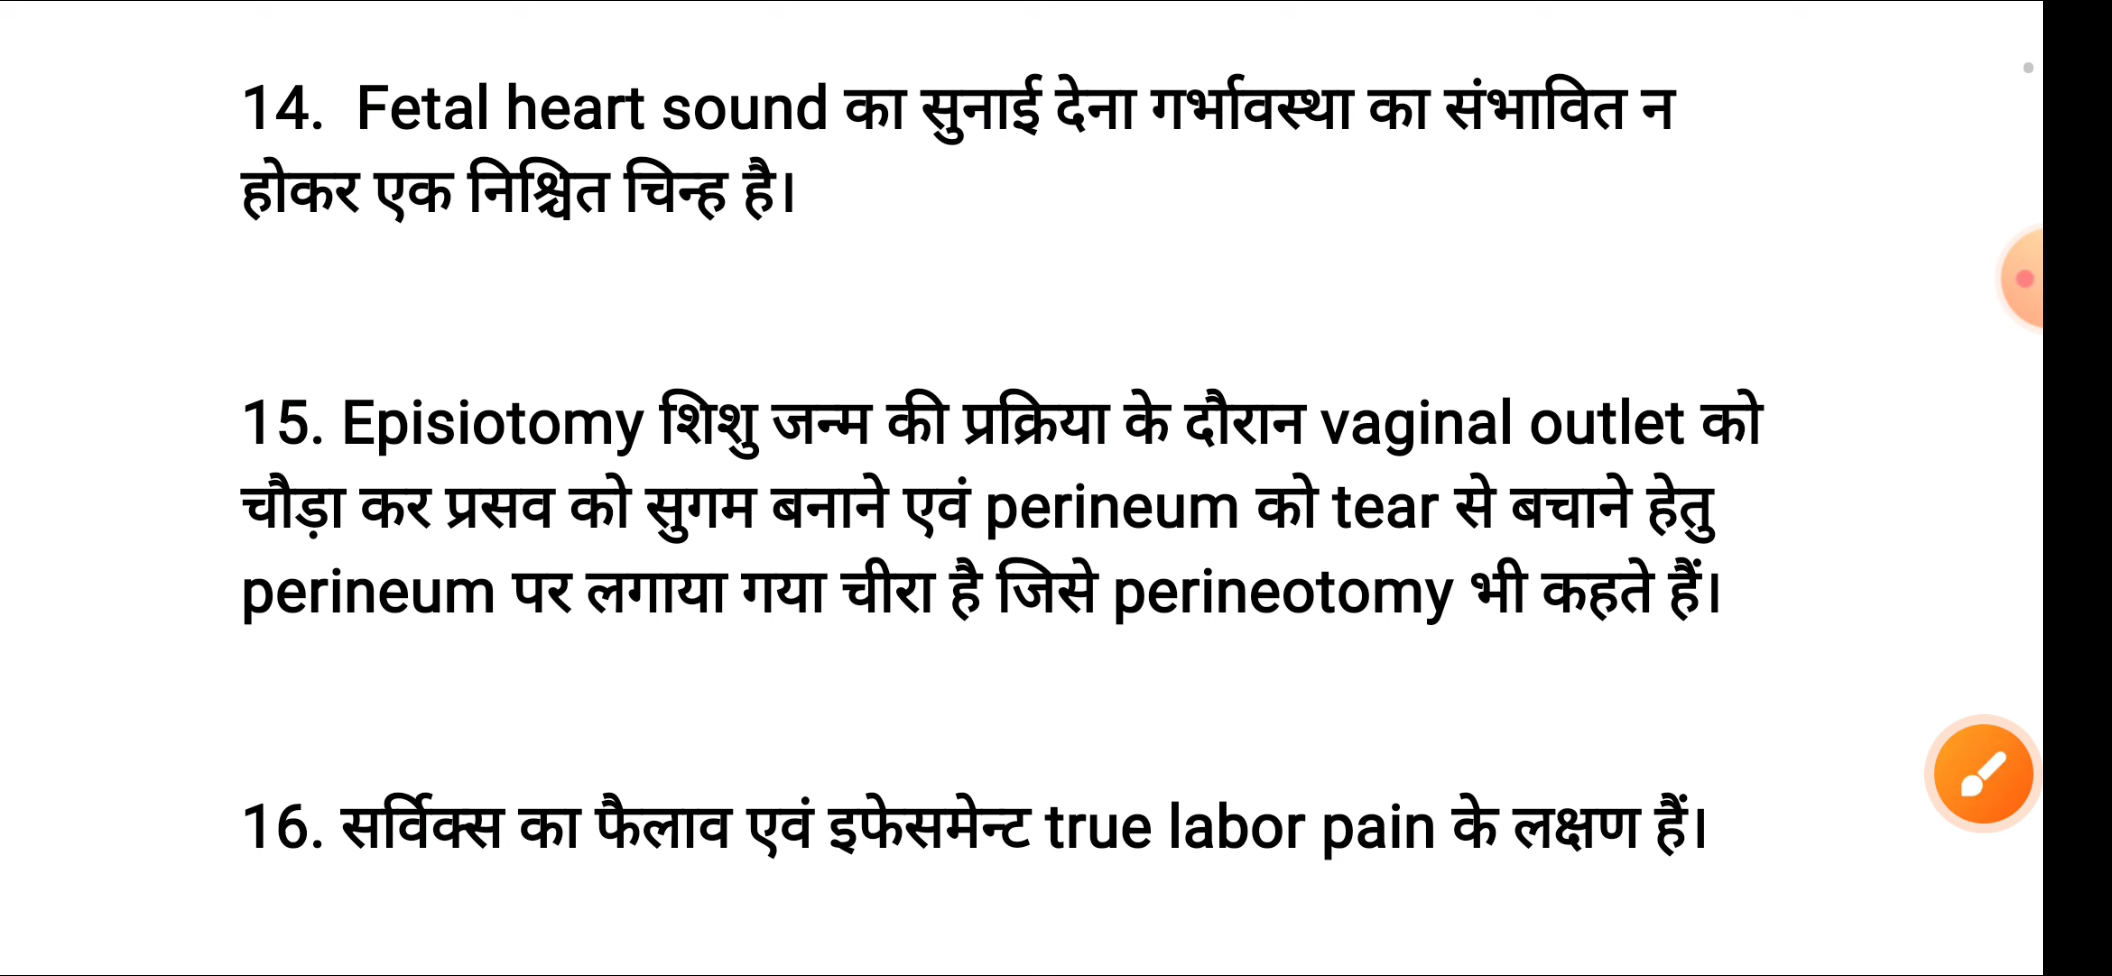 14. Fetal heart sound का सुनाई देना गर्भावस्था का संभावित न
होकर एक निश्चित चिन्ह है।
15. Episiotomy शिशु जन्म की प्रक्रिया के दौरान vaginal outlet को
चौड़ा कर प्रसव को सुगम बनाने एवं perineum को tear से बचाने हेतु
perineum पर लगाया गया चीरा है जिसे perineotomy भी कहते हैं।
16. सर्विक्स का फैलाव एवं इफेसमेन्ट true labor pain के लक्षण हैं।